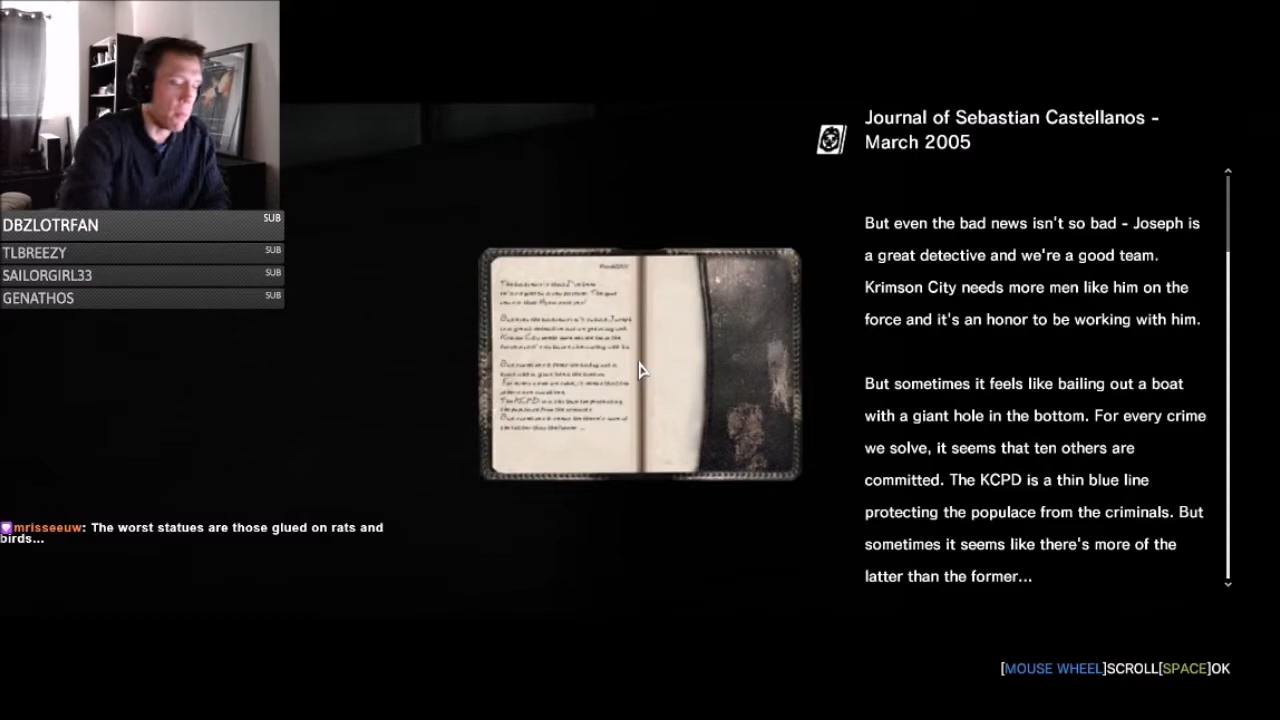 DBZLOTRFAN SUB
TLBREEZY SUB
SAILORGIRL33 SUB
GENATHOS SUB
mrisseeuw: The worst statues are those glued on rats and
birds...
Journal of Sebastian Castellanos -
March 2005
But even the bad news isn't so bad - Joseph is
a great detective and we're a good team.
Krimson City needs more men like him on the
force and it's an honor to be working with him.
But sometimes it feels like bailing out a boat
with a giant hole in the bottom. For every crime
we solve, it seems that ten others are
committed. The KCPD is a thin blue line
protecting the populace from the criminals. But
sometimes it seems like there's more of the
latter than the former...
[MOUSE WHEEL]SCROLL[SPACE]OK